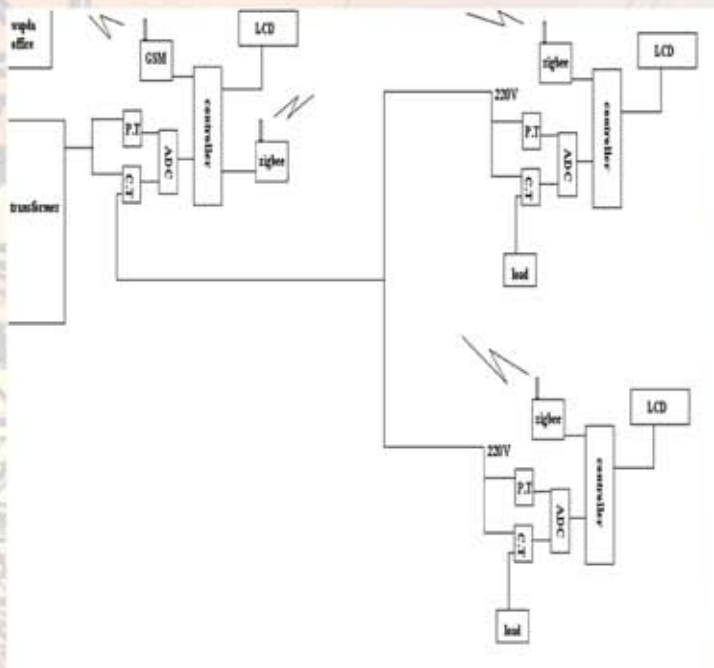 wapda
office
GSM
LCD
controller
P.T
ADC
C.T
zigbee
transformer
220V
zigbee
LCD
controller
P.T
ADC
C.T
load
220V
zigbee
LCD
controller
P.T
ADC
C.T
load